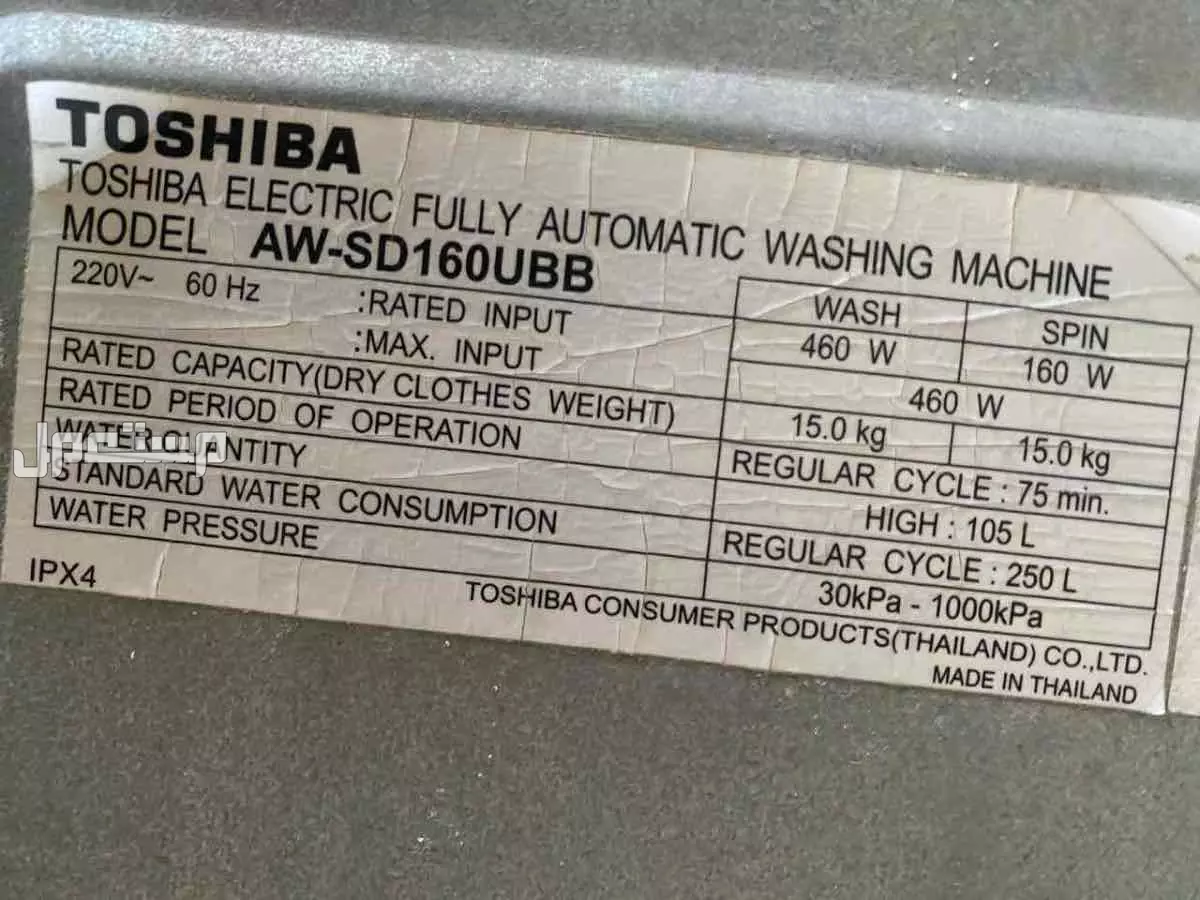 TOSHIBA
TOSHIBA ELECTRIC FULLY AUTOMATIC WASHING MACHINE
MODEL AW-SD160UBB
WASH SPIN
220V~ 60 Hz :RATED INPUT 460 W 160 W
:MAX. INPUT 460 W
RATED CAPACITY(DRY CLOTHES WEIGHT) 15.0 kg 15.0 kg
RATED PERIOD OF OPERATION REGULAR CYCLE : 75 min.
WATER QUANTITY HIGH : 105 L
STANDARD WATER CONSUMPTION REGULAR CYCLE : 250 L
WATER PRESSURE 30kPa - 1000kPa
IPX4 TOSHIBA CONSUMER PRODUCTS(THAILAND) CO.,LTD.
MADE IN THAILAND
مستعمل